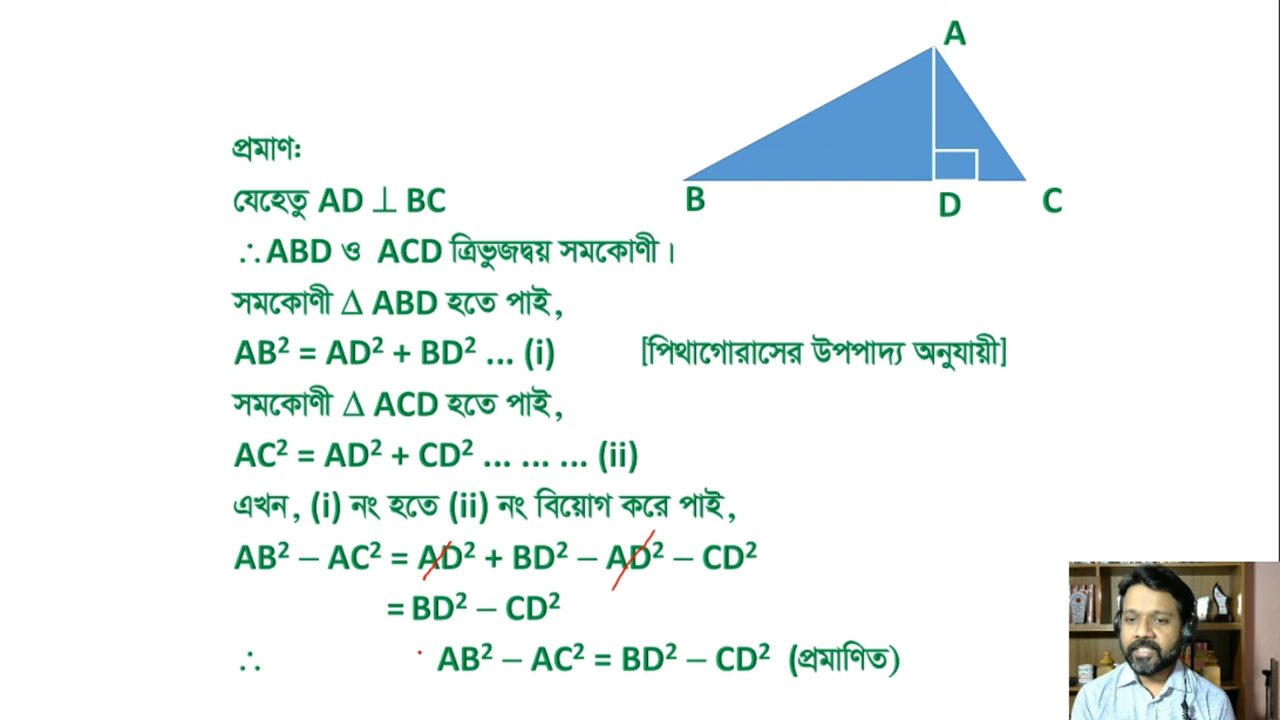 A
B
D
C
প্রমাণঃ
যেহেতু AD ⊥ BC
∴ ABD ও ACD ত্রিভুজদ্বয় সমকোণী।
সমকোণী Δ ABD হতে পাই,
AB² = AD² + BD² ... (i) [পিথাগোরাসের উপপাদ্য অনুযায়ী]
সমকোণী Δ ACD হতে পাই,
AC² = AD² + CD² ... ... ... (ii)
এখন, (i) নং হতে (ii) নং বিয়োগ করে পাই,
AB² – AC² = AD² + BD² – AD² – CD²
= BD² – CD²
∴ AB² – AC² = BD² – CD² (প্রমাণিত)